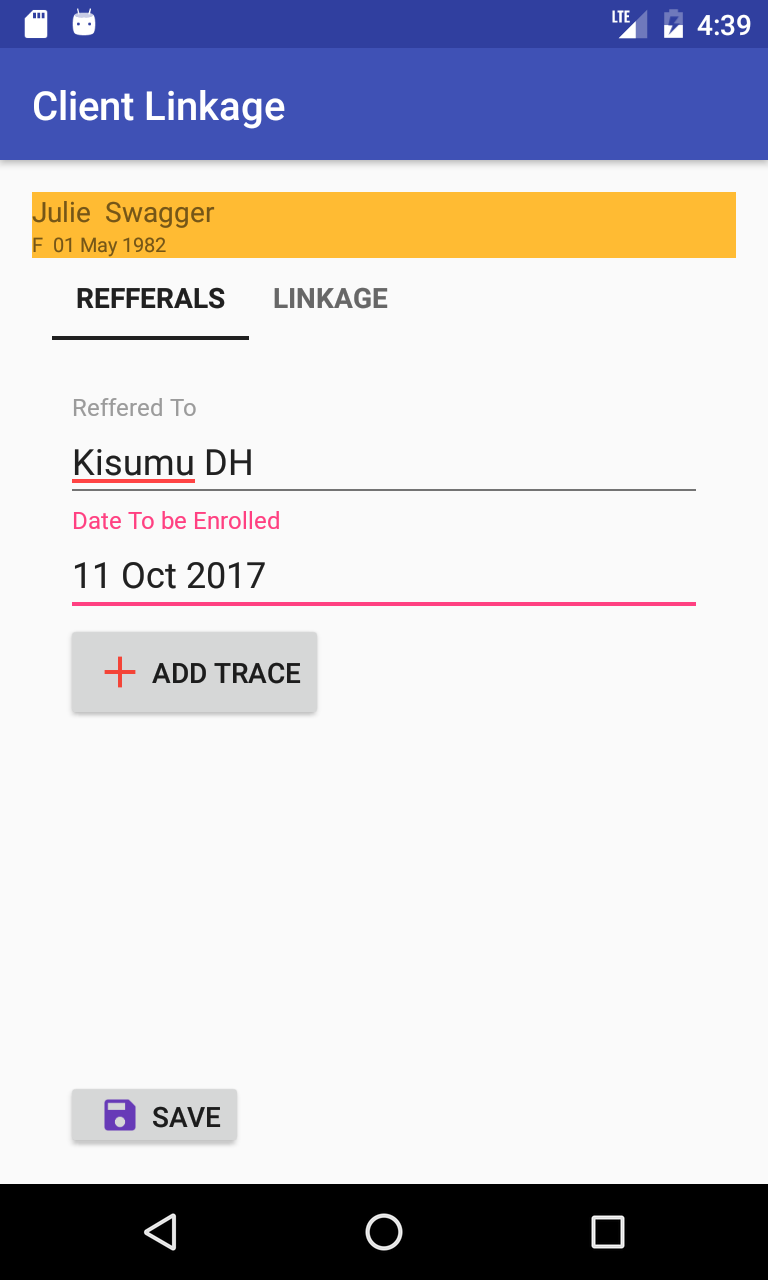 LTE 4:39
Client Linkage
Julie  Swagger
F  01 May 1982
REFFERALS LINKAGE
Reffered To
Kisumu DH
Date To be Enrolled
11 Oct 2017
ADD TRACE
SAVE